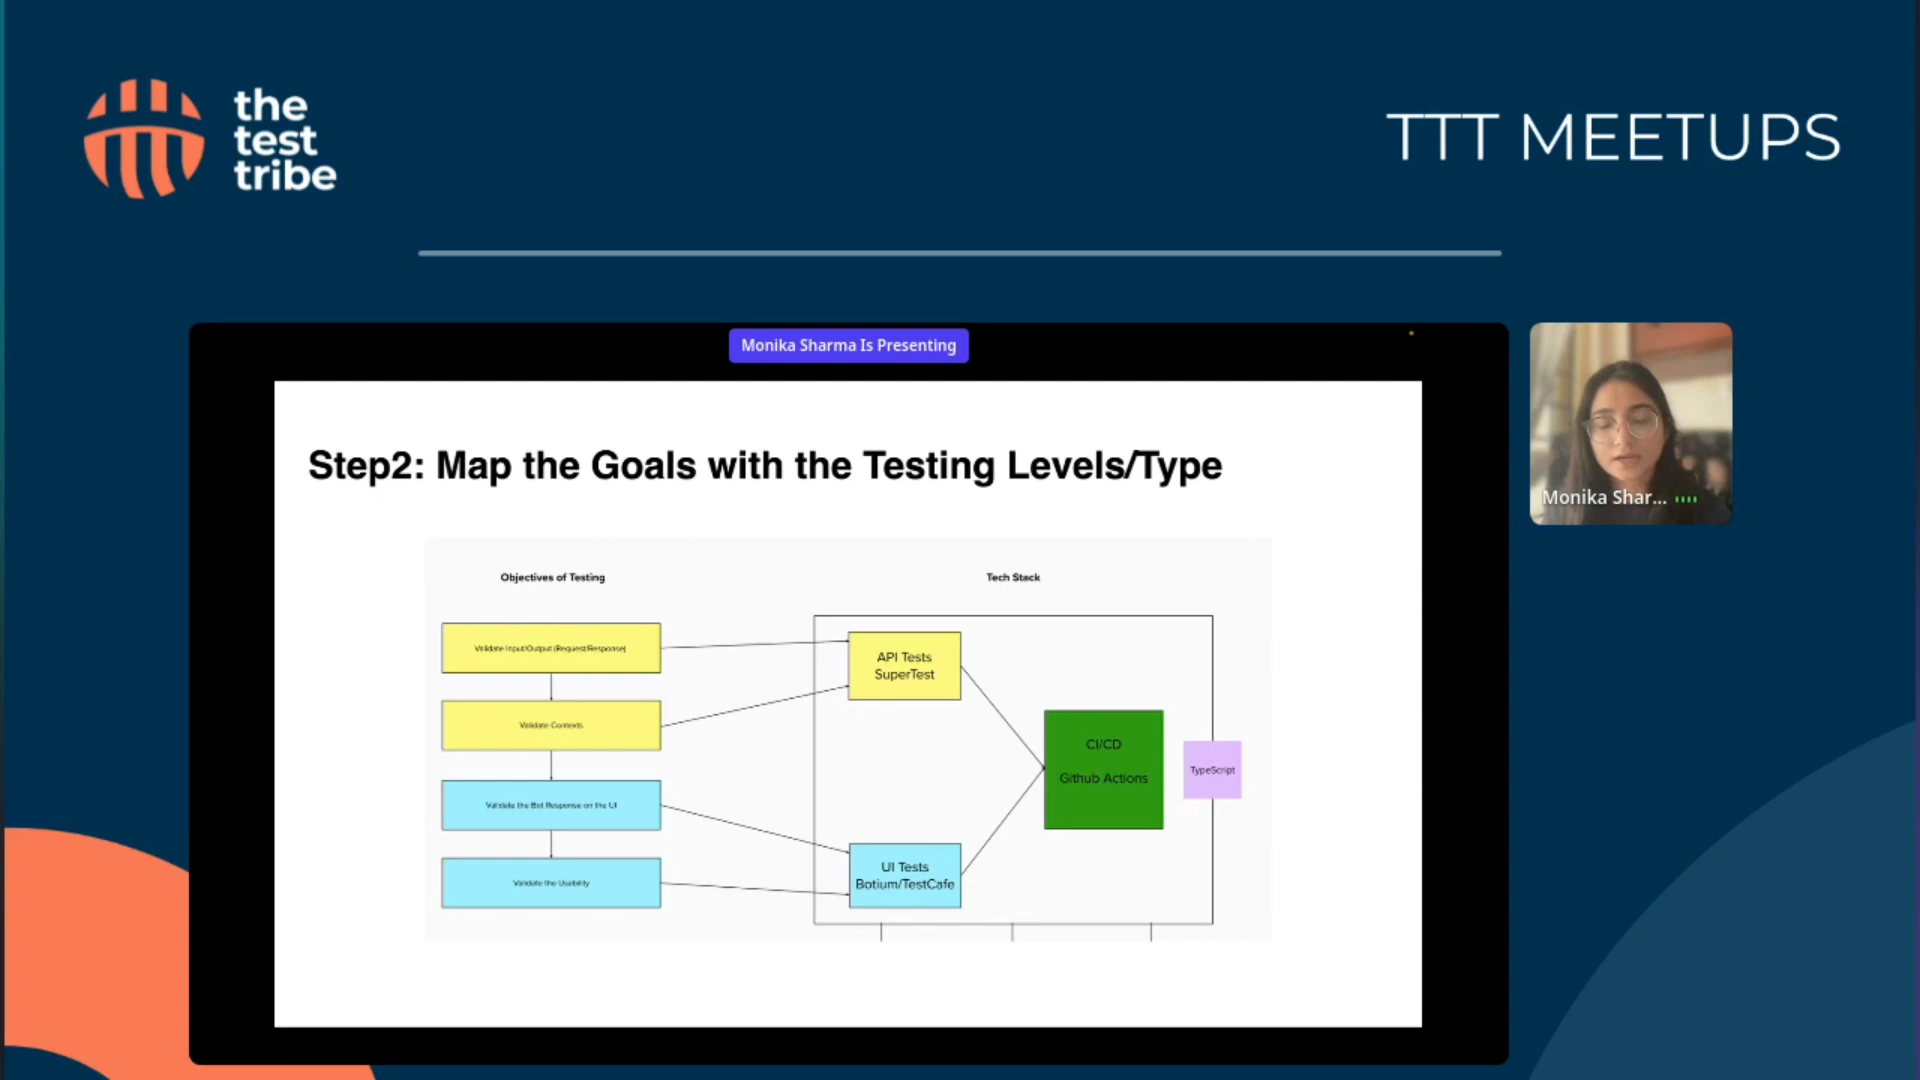 the
test
tribe
TTT MEETUPS
Monika Sharma Is Presenting
Monika Shar...
Step2: Map the Goals with the Testing Levels/Type
Objectives of Testing
Tech Stack
Validate Input/Output (Request/Response)
Validate Contexts
Validate the Bot Response on the UI
Validate the Usability
API Tests
SuperTest
UI Tests
Botium/TestCafe
CI/CD
Github Actions
TypeScript